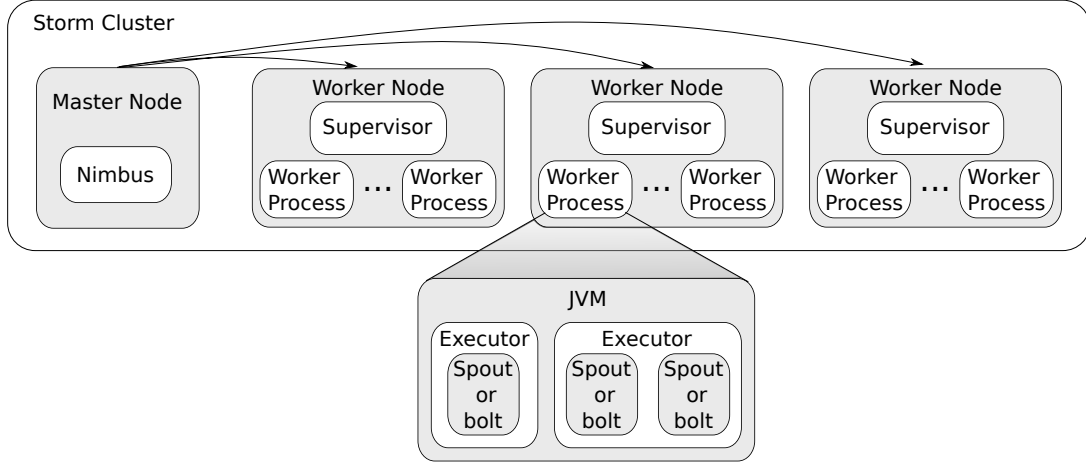 Storm Cluster
Master Node
Nimbus
Worker Node
Supervisor
Worker
Process
...
Worker
Process
Worker Node
Supervisor
Worker
Process
...
Worker
Process
Worker Node
Supervisor
Worker
Process
...
Worker
Process
JVM
Executor
Spout
or
bolt
Executor
Spout
or
bolt
Spout
or
bolt